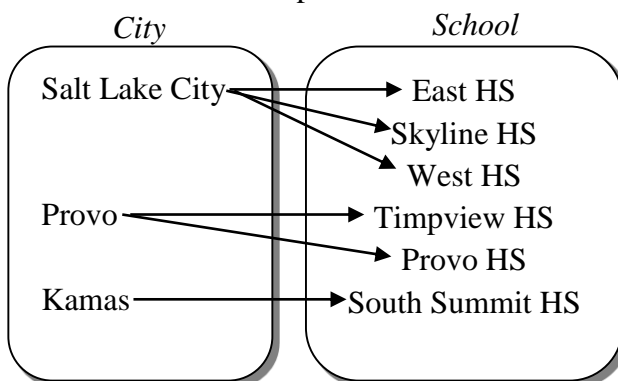 City
School
Salt Lake City
East HS
Skyline HS
West HS
Provo
Timpview HS
Provo HS
Kamas
South Summit HS